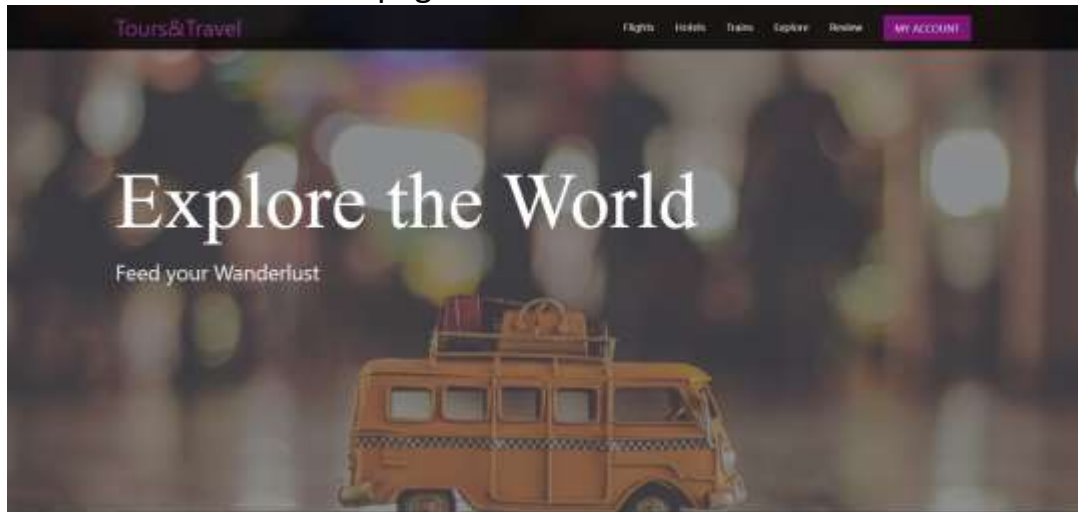 Tours&Travel
Flights Hotels Trains Explore Review MY ACCOUNT
Explore the World
Feed your Wanderlust